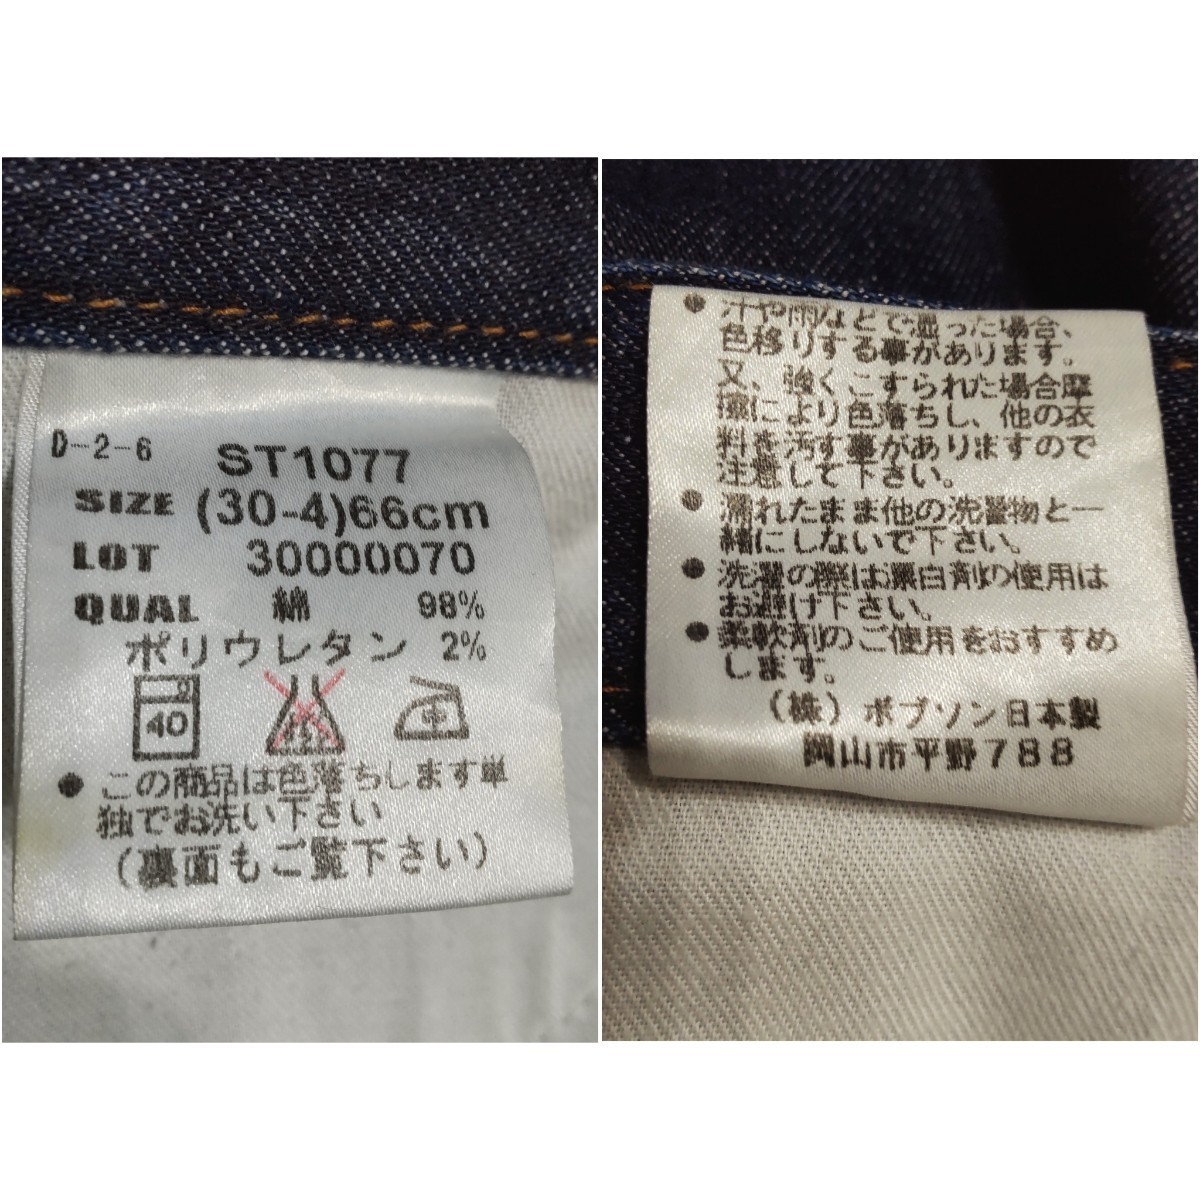 D-2-6 ST1077
SIZE (30-4)66cm
LOT 30000070
QUAL 綿 98%
ポリウレタン 2%
40
● この商品は色落ちします単
独でお洗い下さい
(裏面もご覧下さい)
● 汗や雨などで湿った場合、
色移りする事があります。
又、強くこすられた場合摩
擦により色落ちし、他の衣
料を汚す事がありますので
注意して下さい。
● 濡れたまま他の洗濯物と一
緒にしないで下さい。
● 洗濯の際は漂白剤の使用は
お避け下さい。
● 柔軟剤のご使用をおすすめ
します。
(株) ボブソン日本製
岡山市平野788